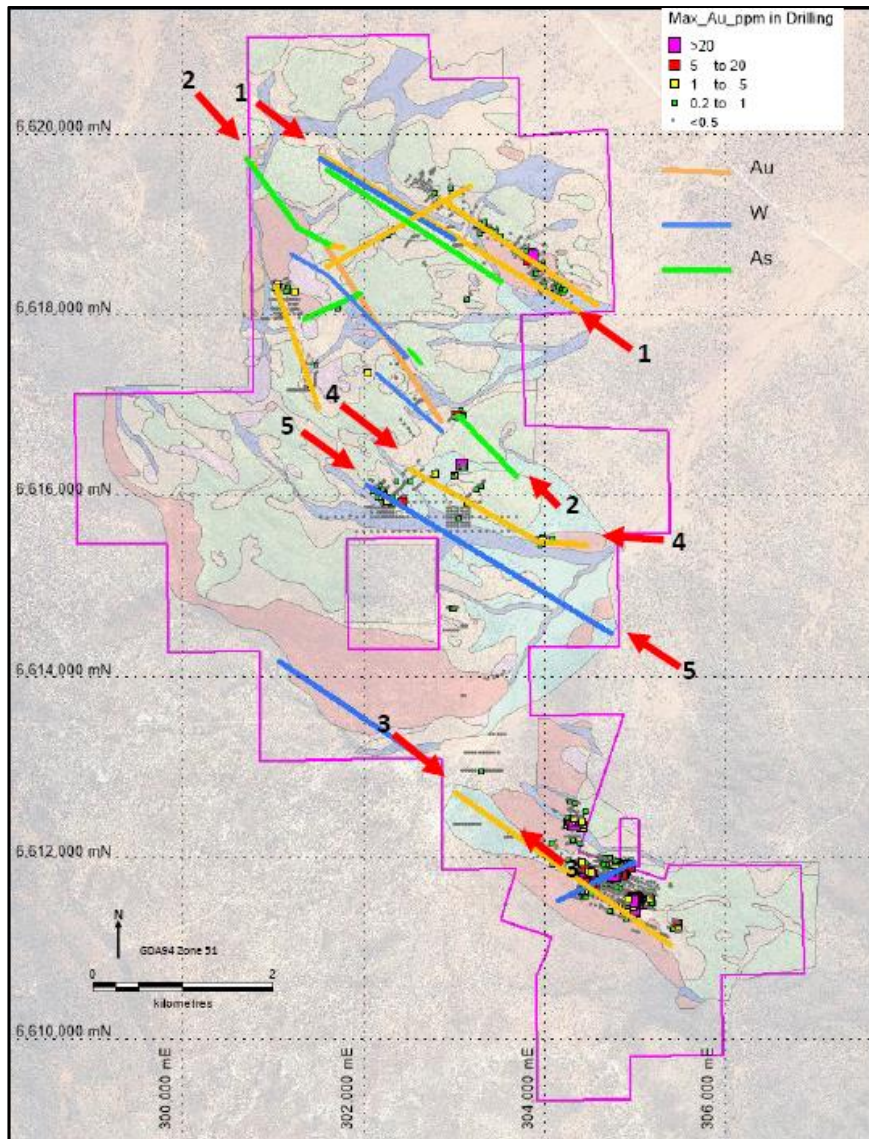 Max_Au_ppm in Drilling
>20
5 to 20
1 to 5
0.2 to 1
<0.5
2
1
6,620,000 mN
Au
W
As
6,618,000 mN
1
4
5
6,616,000 mN
2
4
6,614,000 mN
5
3
6,612,000 mN
3
N
GDA94 Zone 51
0
2
kilometres
6,610,000 mN
300,000 mE
302,000 mE
304,000 mE
306,000 mE